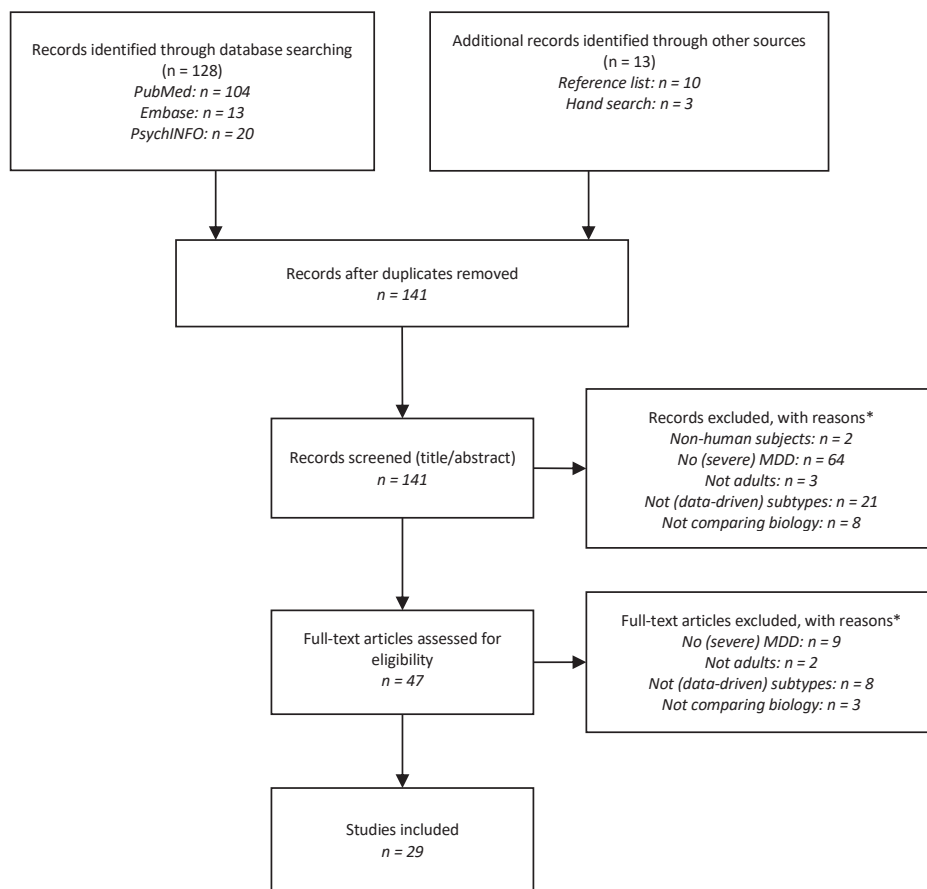 Records identified through database searching
(n = 128)
PubMed: n = 104
Embase: n = 13
PsychINFO: n = 20
Additional records identified through other sources
(n = 13)
Reference list: n = 10
Hand search: n = 3
Records after duplicates removed
n = 141
Records screened (title/abstract)
n = 141
Records excluded, with reasons*
Non-human subjects: n = 2
No (severe) MDD: n = 64
Not adults: n = 3
Not (data-driven) subtypes: n = 21
Not comparing biology: n = 8
Full-text articles assessed for
eligibility
n = 47
Full-text articles excluded, with reasons*
No (severe) MDD: n = 9
Not adults: n = 2
Not (data-driven) subtypes: n = 8
Not comparing biology: n = 3
Studies included
n = 29